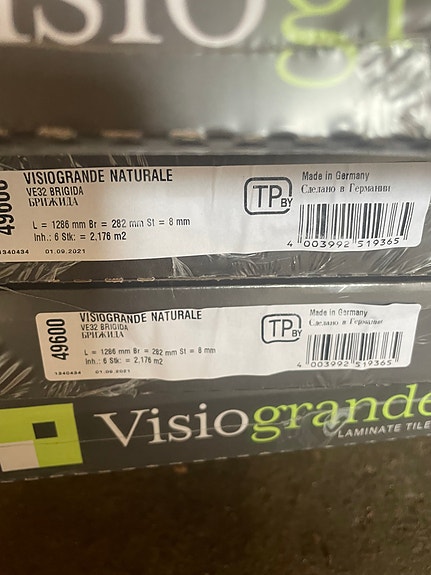 VISIOGRANDE NATURALE
VE32 BRIGIDA
БРИЖИДА
L = 1286 mm Br = 282 mm St = 8 mm
Inh.: 6 Stk: = 2,176 m2
1340434 01.09.2021
49600
TP BY
Made in Germany
Сделано в Германии
4 003992 519365
VISIOGRANDE NATURALE
VE32 BRIGIDA
БРИЖИДА
L = 1286 mm Br = 282 mm St = 8 mm
Inh.: 6 Stk: = 2,176 m2
1340434 01.09.2021
49600
TP BY
Made in Germany
Сделано в Германии
4 003992 519365
Visiogrande
LAMINATE TILE